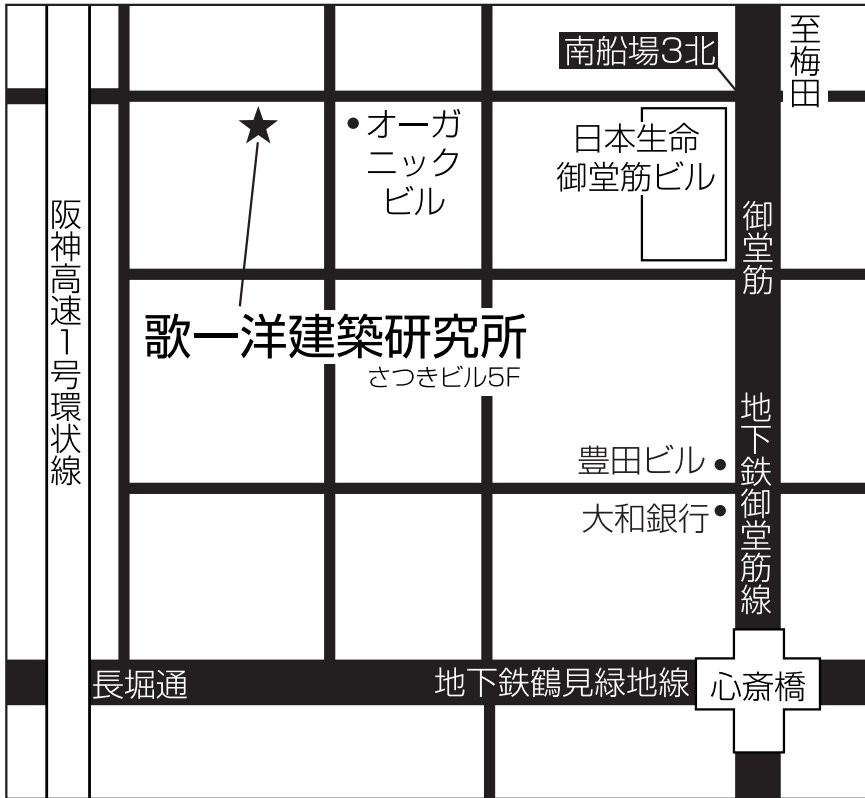 至梅田
南船場3北
オーガ
ニック
ビル
日本生命
御堂筋ビル
阪神高速1号環状線
御堂筋
歌一洋建築研究所
さつきビル5F
地下鉄御堂筋線
豊田ビル
大和銀行
長堀通
地下鉄鶴見緑地線
心斎橋